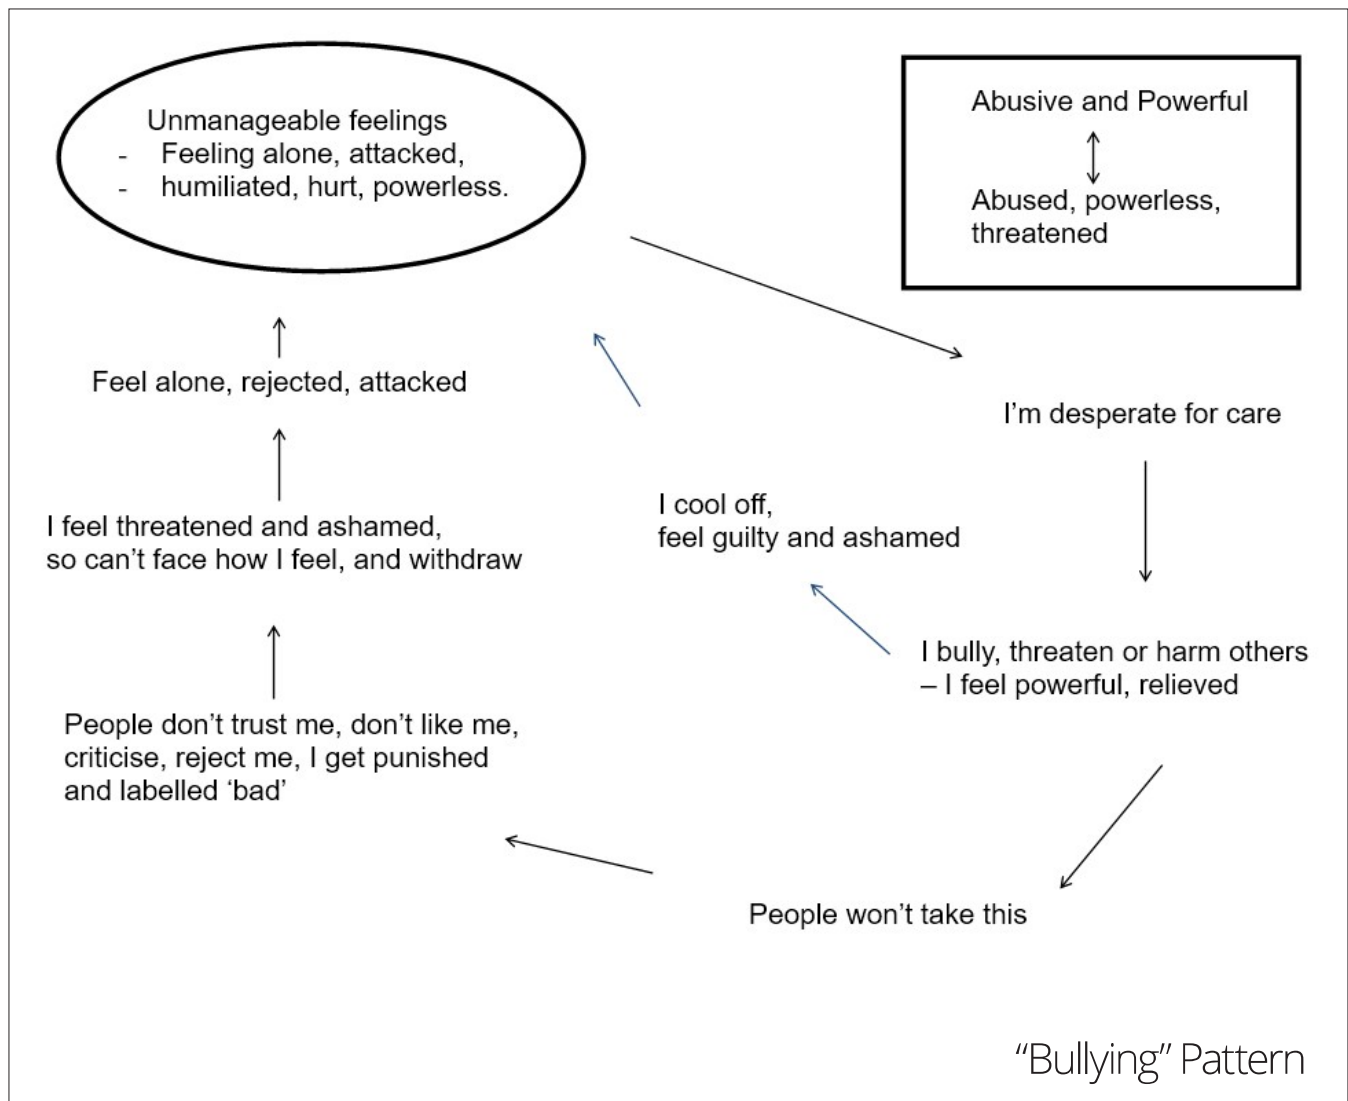 Unmanageable feelings
- Feeling alone, attacked,
- humiliated, hurt, powerless.
Abusive and Powerful
Abused, powerless,
threatened
I'm desperate for care
I bully, threaten or harm others
– I feel powerful, relieved
I cool off,
feel guilty and ashamed
People won't take this
People don't trust me, don't like me,
criticise, reject me, I get punished
and labelled ‘bad’
I feel threatened and ashamed,
so can't face how I feel, and withdraw
Feel alone, rejected, attacked
“Bullying” Pattern